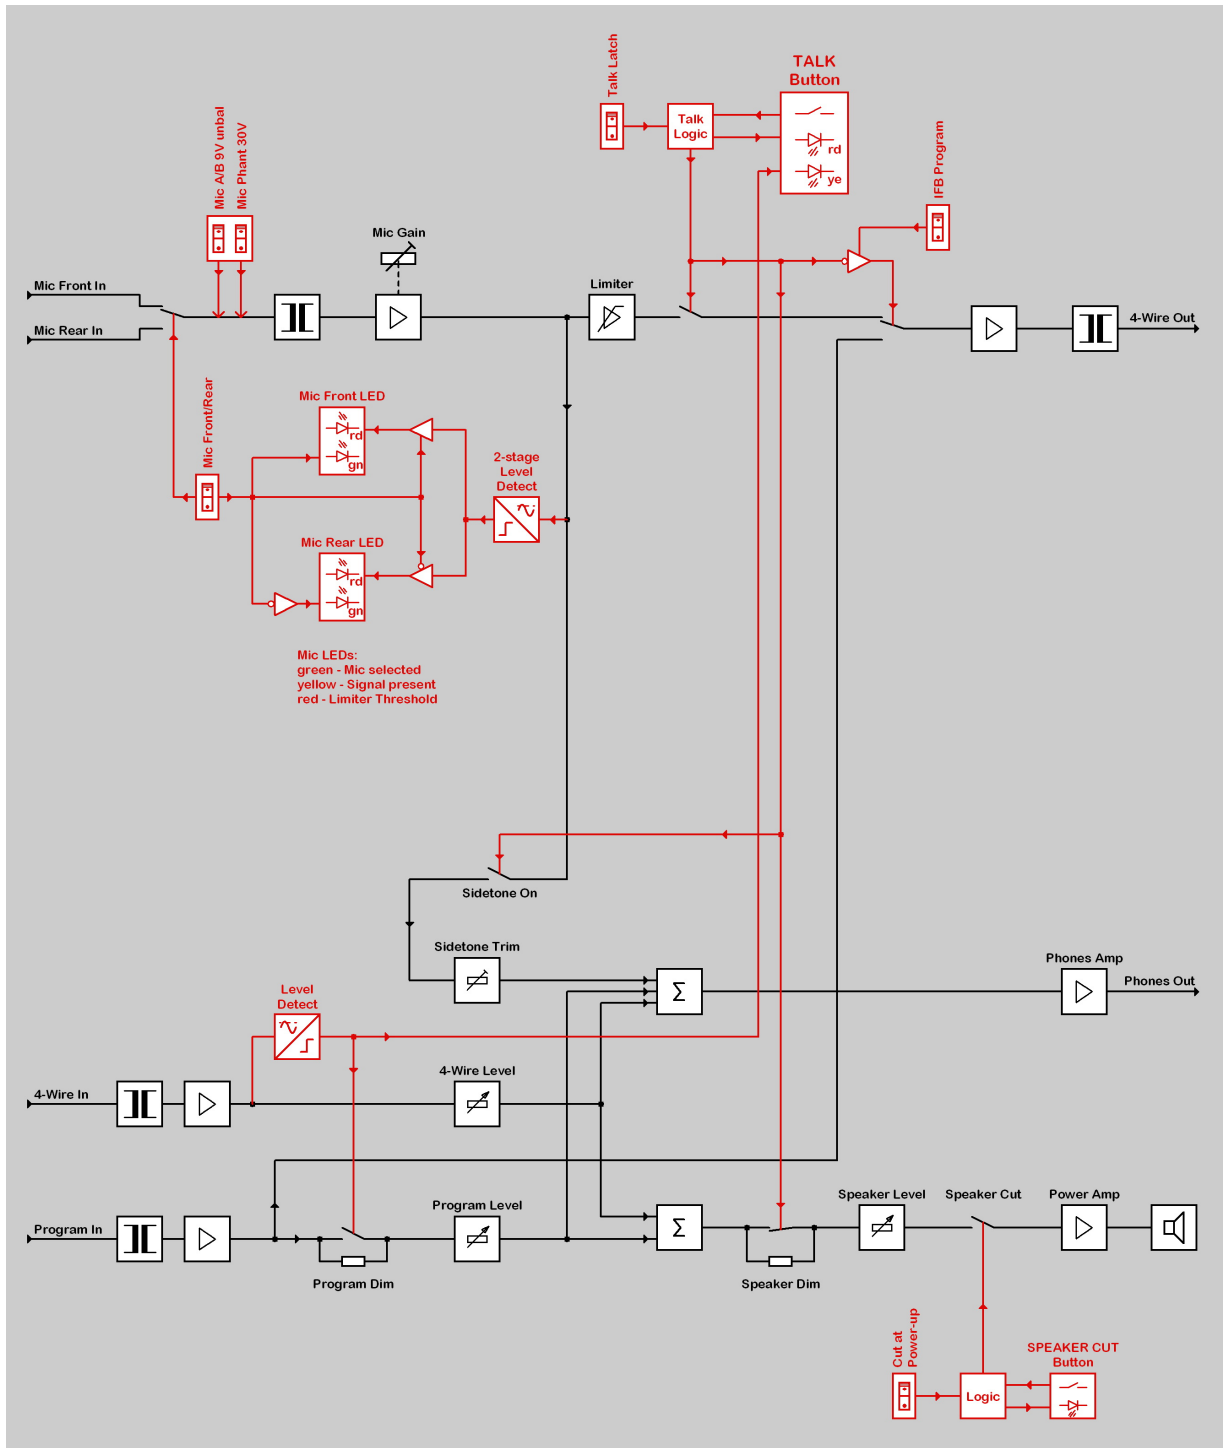 Talk Latch
TALK
Button
Talk
Logic
rd
ye
Mic A/B 9V unbal
Mic Phant 30V
IFB Program
Mic Gain
Mic Front In
Mic Rear In
Limiter
4-Wire Out
Mic Front/Rear
Mic Front LED
rd
gn
2-stage
Level
Detect
Mic Rear LED
rd
gn
Mic LEDs:
green - Mic selected
yellow - Signal present
red - Limiter Threshold
Sidetone On
Sidetone Trim
Σ
Phones Amp
Phones Out
Level
Detect
4-Wire In
4-Wire Level
Program In
Program Dim
Program Level
Σ
Speaker Dim
Speaker Level
Speaker Cut
Power Amp
Cut at
Power-up
Logic
SPEAKER CUT
Button